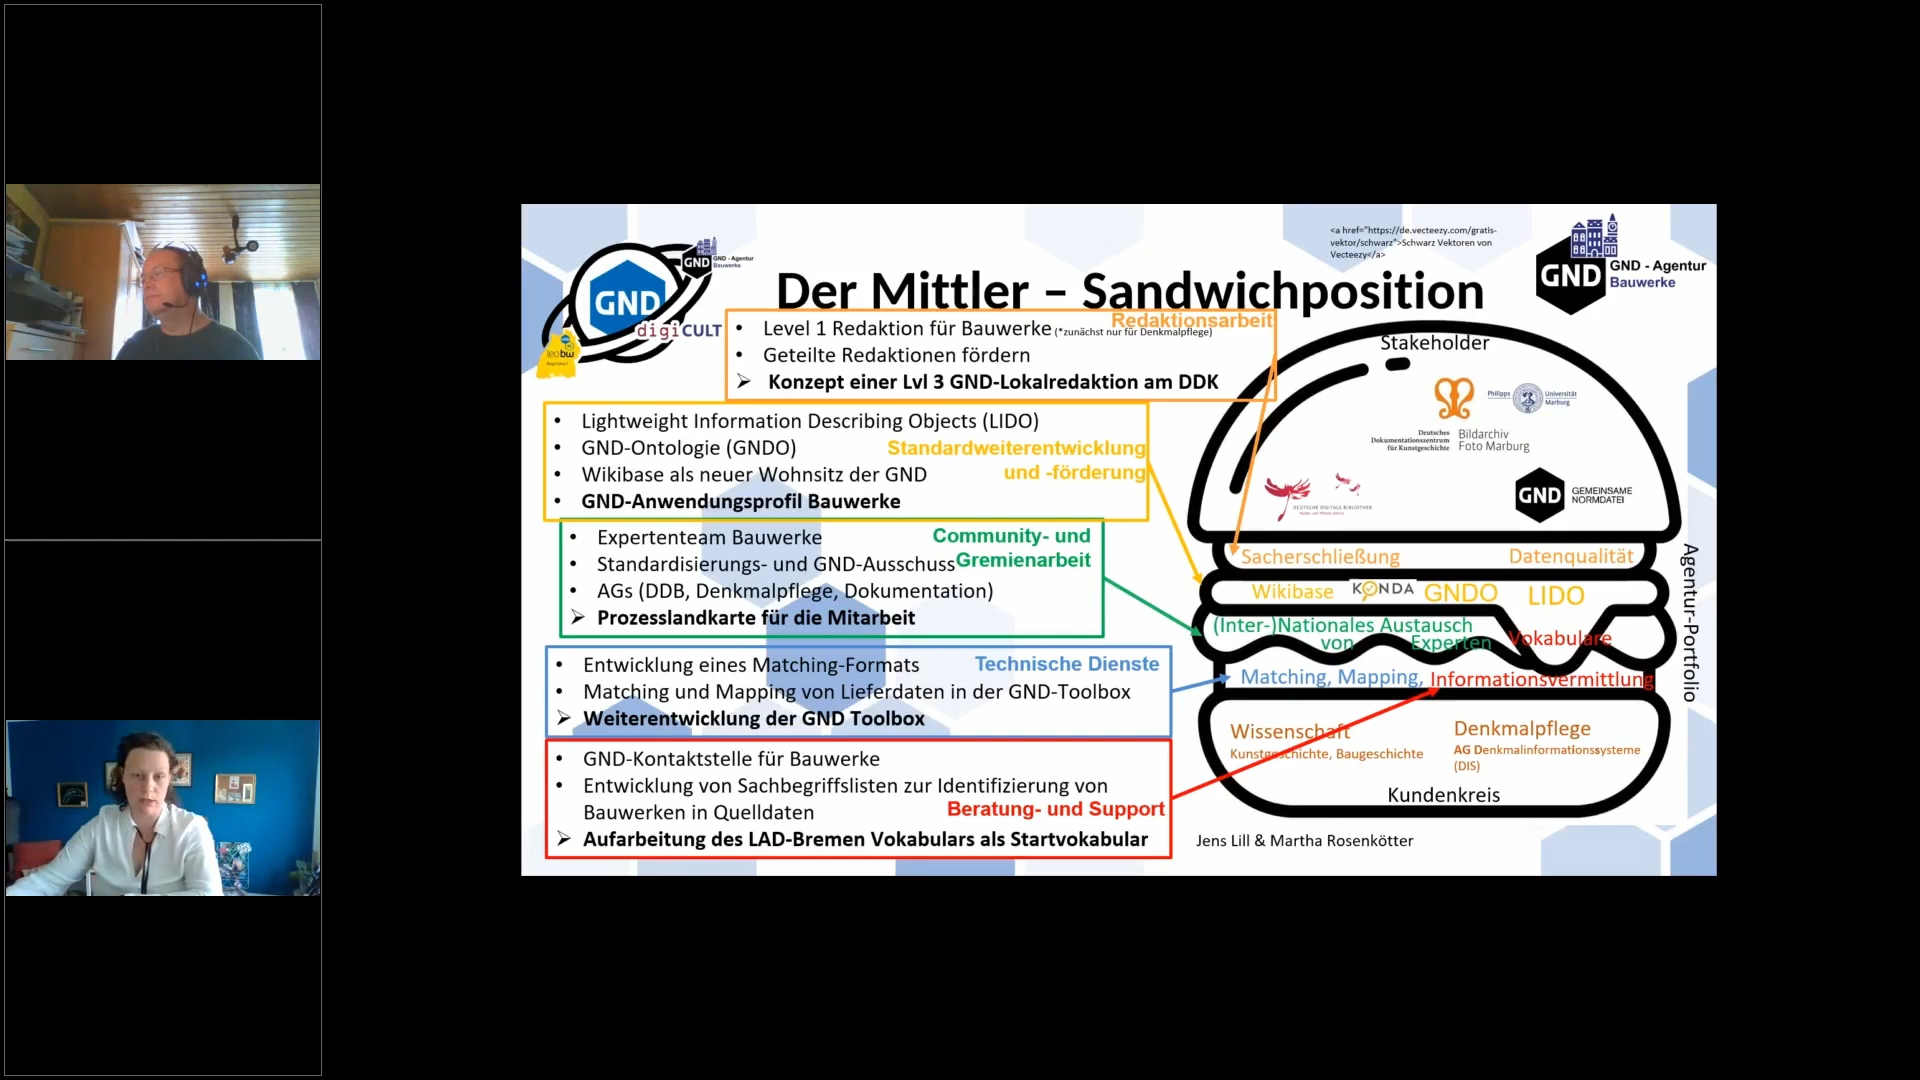 <a href="https://de.vecteezy.com/gratis-
vektor/schwarz">Schwarz Vektoren von
Vecteezy</a>
GND
GND - Agentur
Bauwerke
GND
GND - Agentur
Bauwerke
GND
digiCULT
leobw
Der Mittler – Sandwichposition
Redaktionsarbeit
• Level 1 Redaktion für Bauwerke (*zunächst nur für Denkmalpflege)
• Geteilte Redaktionen fördern
➢ Konzept einer Lvl 3 GND-Lokalredaktion am DDK
• Lightweight Information Describing Objects (LIDO)
• GND-Ontologie (GNDO)
• Wikibase als neuer Wohnsitz der GND
• GND-Anwendungsprofil Bauwerke
Standardweiterentwicklung
und -förderung
• Expertenteam Bauwerke
• Standardisierungs- und GND-Ausschuss
• AGs (DDB, Denkmalpflege, Dokumentation)
➢ Prozesslandkarte für die Mitarbeit
Community- und
Gremienarbeit
• Entwicklung eines Matching-Formats
• Matching und Mapping von Lieferdaten in der GND-Toolbox
➢ Weiterentwicklung der GND Toolbox
Technische Dienste
• GND-Kontaktstelle für Bauwerke
• Entwicklung von Sachbegriffslisten zur Identifizierung von
Bauwerken in Quelldaten
➢ Aufarbeitung des LAD-Bremen Vokabulars als Startvokabular
Beratung- und Support
Stakeholder
Philipps
Universität
Marburg
Deutsches
Dokumentationszentrum
für Kunstgeschichte
Bildarchiv
Foto Marburg
DEUTSCHE DIGITALE BIBLIOTHEK
GND
GEMEINSAME
NORMDATEI
Sacherschließung
Datenqualität
Wikibase
KONDA
GNDO
LIDO
(Inter-)Nationales Austausch
von Experten
Vokabulare
Matching, Mapping,
Informationsvermittlung
Wissenschaft
Kunstgeschichte, Baugeschichte
Denkmalpflege
AG Denkmalinformationssysteme
(DIS)
Kundenkreis
Agentur-Portfolio
Jens Lill & Martha Rosenkötter